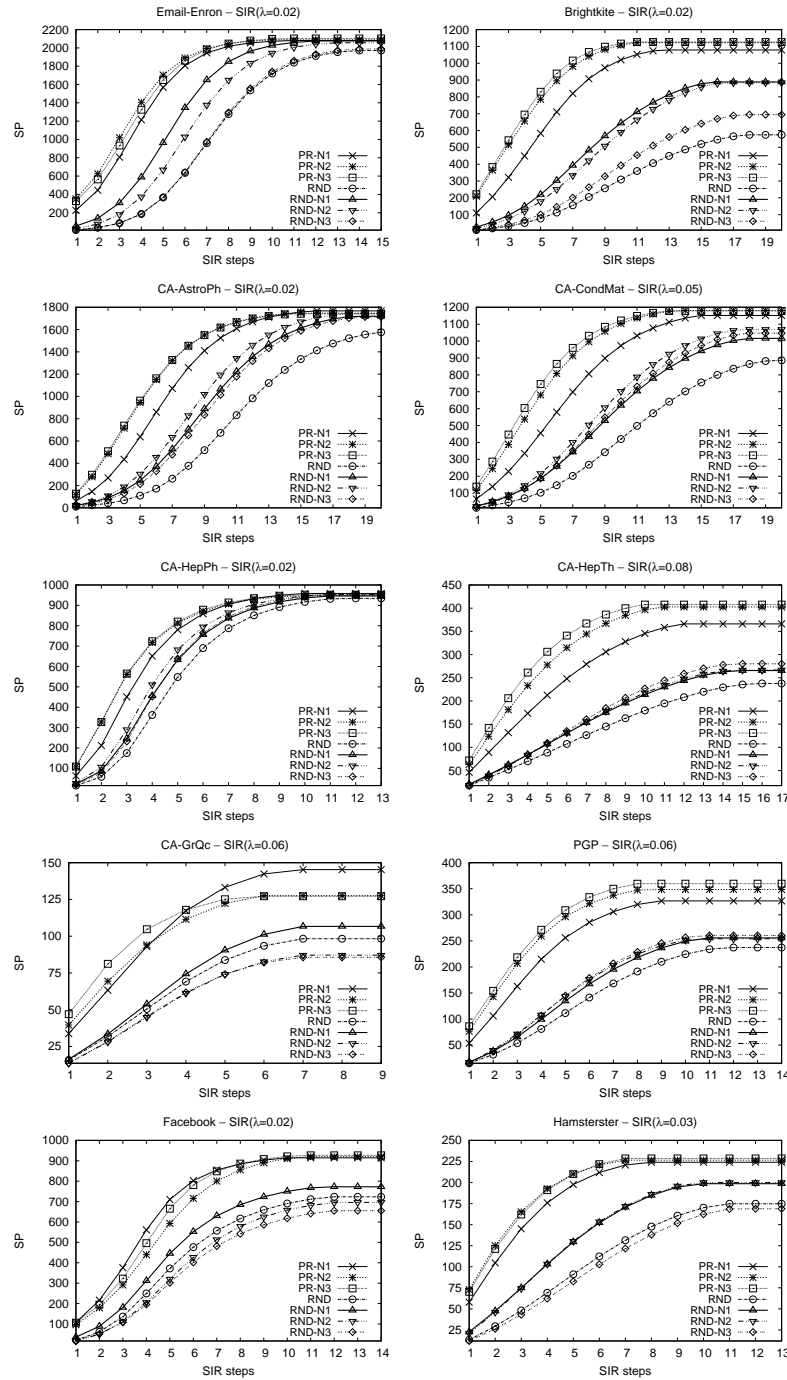 Email-Enron – SIR(λ=0.02)
SP
2200
2000
1800
1600
1400
1200
1000
800
600
400
200
PR-N1
PR-N2
PR-N3
RND
RND-N1
RND-N2
RND-N3
1 2 3 4 5 6 7 8 9 10 11 12 13 14 15
SIR steps
Brightkite – SIR(λ=0.02)
SP
1200
1100
1000
900
800
700
600
500
400
300
200
100
PR-N1
PR-N2
PR-N3
RND
RND-N1
RND-N2
RND-N3
1 3 5 7 9 11 13 15 17 19
SIR steps
CA-AstroPh – SIR(λ=0.02)
SP
1800
1600
1400
1200
1000
800
600
400
200
0
PR-N1
PR-N2
PR-N3
RND
RND-N1
RND-N2
RND-N3
1 3 5 7 9 11 13 15 17 19
SIR steps
CA-CondMat – SIR(λ=0.05)
SP
1200
1100
1000
900
800
700
600
500
400
300
200
100
PR-N1
PR-N2
PR-N3
RND
RND-N1
RND-N2
RND-N3
1 3 5 7 9 11 13 15 17 19
SIR steps
CA-HepPh – SIR(λ=0.02)
SP
1000
900
800
700
600
500
400
300
200
100
PR-N1
PR-N2
PR-N3
RND
RND-N1
RND-N2
RND-N3
1 2 3 4 5 6 7 8 9 10 11 12 13
SIR steps
CA-HepTh – SIR(λ=0.08)
SP
450
400
350
300
250
200
150
100
50
PR-N1
PR-N2
PR-N3
RND
RND-N1
RND-N2
RND-N3
1 2 3 4 5 6 7 8 9 10 11 12 13 14 15 16 17
SIR steps
CA-GrQc – SIR(λ=0.06)
SP
150
125
100
75
50
25
PR-N1
PR-N2
PR-N3
RND
RND-N1
RND-N2
RND-N3
1 2 3 4 5 6 7 8 9
SIR steps
PGP – SIR(λ=0.06)
SP
400
350
300
250
200
150
100
50
PR-N1
PR-N2
PR-N3
RND
RND-N1
RND-N2
RND-N3
1 2 3 4 5 6 7 8 9 10 11 12 13 14
SIR steps
Facebook – SIR(λ=0.02)
SP
1000
900
800
700
600
500
400
300
200
100
PR-N1
PR-N2
PR-N3
RND
RND-N1
RND-N2
RND-N3
1 2 3 4 5 6 7 8 9 10 11 12 13 14
SIR steps
Hamsterster – SIR(λ=0.03)
SP
250
225
200
175
150
125
100
75
50
25
PR-N1
PR-N2
PR-N3
RND
RND-N1
RND-N2
RND-N3
1 2 3 4 5 6 7 8 9 10 11 12 13 14
SIR steps